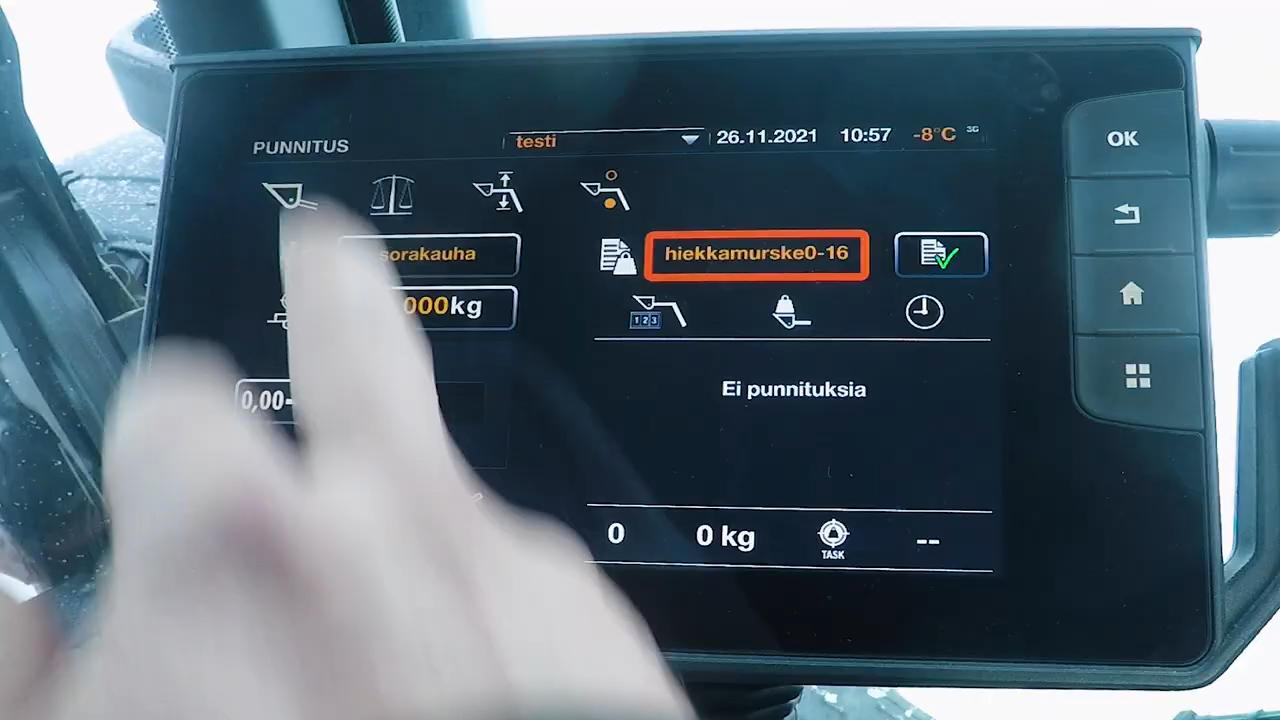 PUNNITUS testi 26.11.2021 10:57 -8°C 3G
OK
sorakauha hiekkamurske0-16
000kg 123
0,00-
Ei punnituksia
0 0 kg TASK --